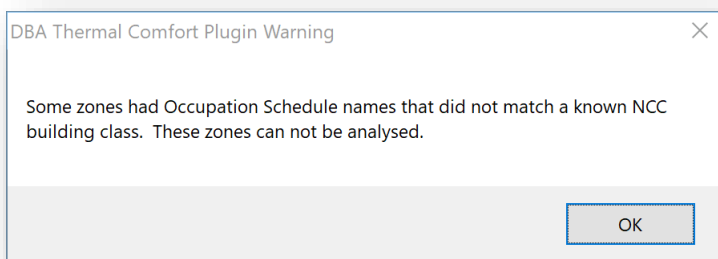 DBA Thermal Comfort Plugin Warning
Some zones had Occupation Schedule names that did not match a known NCC
building class.  These zones can not be analysed.
OK